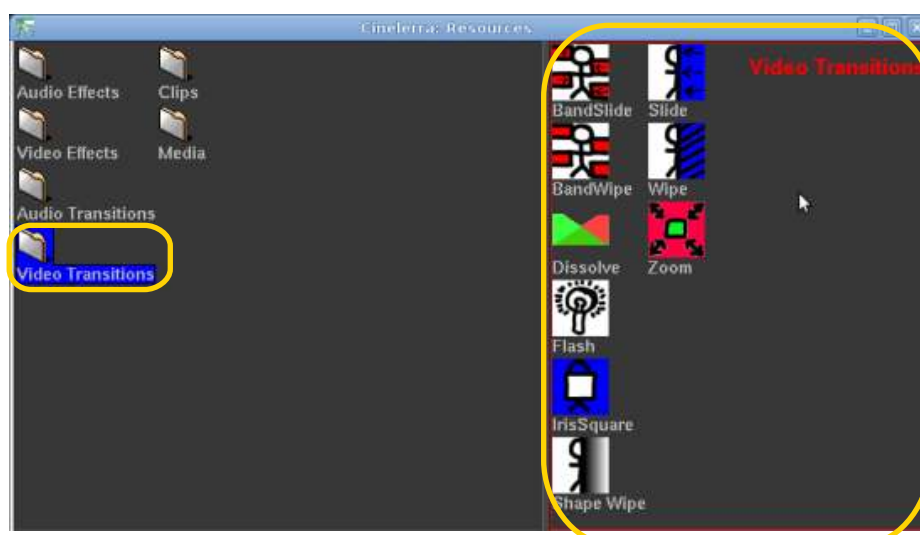 Cinelerra: Resources
Audio Effects
Clips
Video Effects
Media
Audio Transitions
Video Transitions
Video Transitions
BandSlide
Slide
BandWipe
Wipe
Dissolve
Zoom
Flash
IrisSquare
Shape Wipe